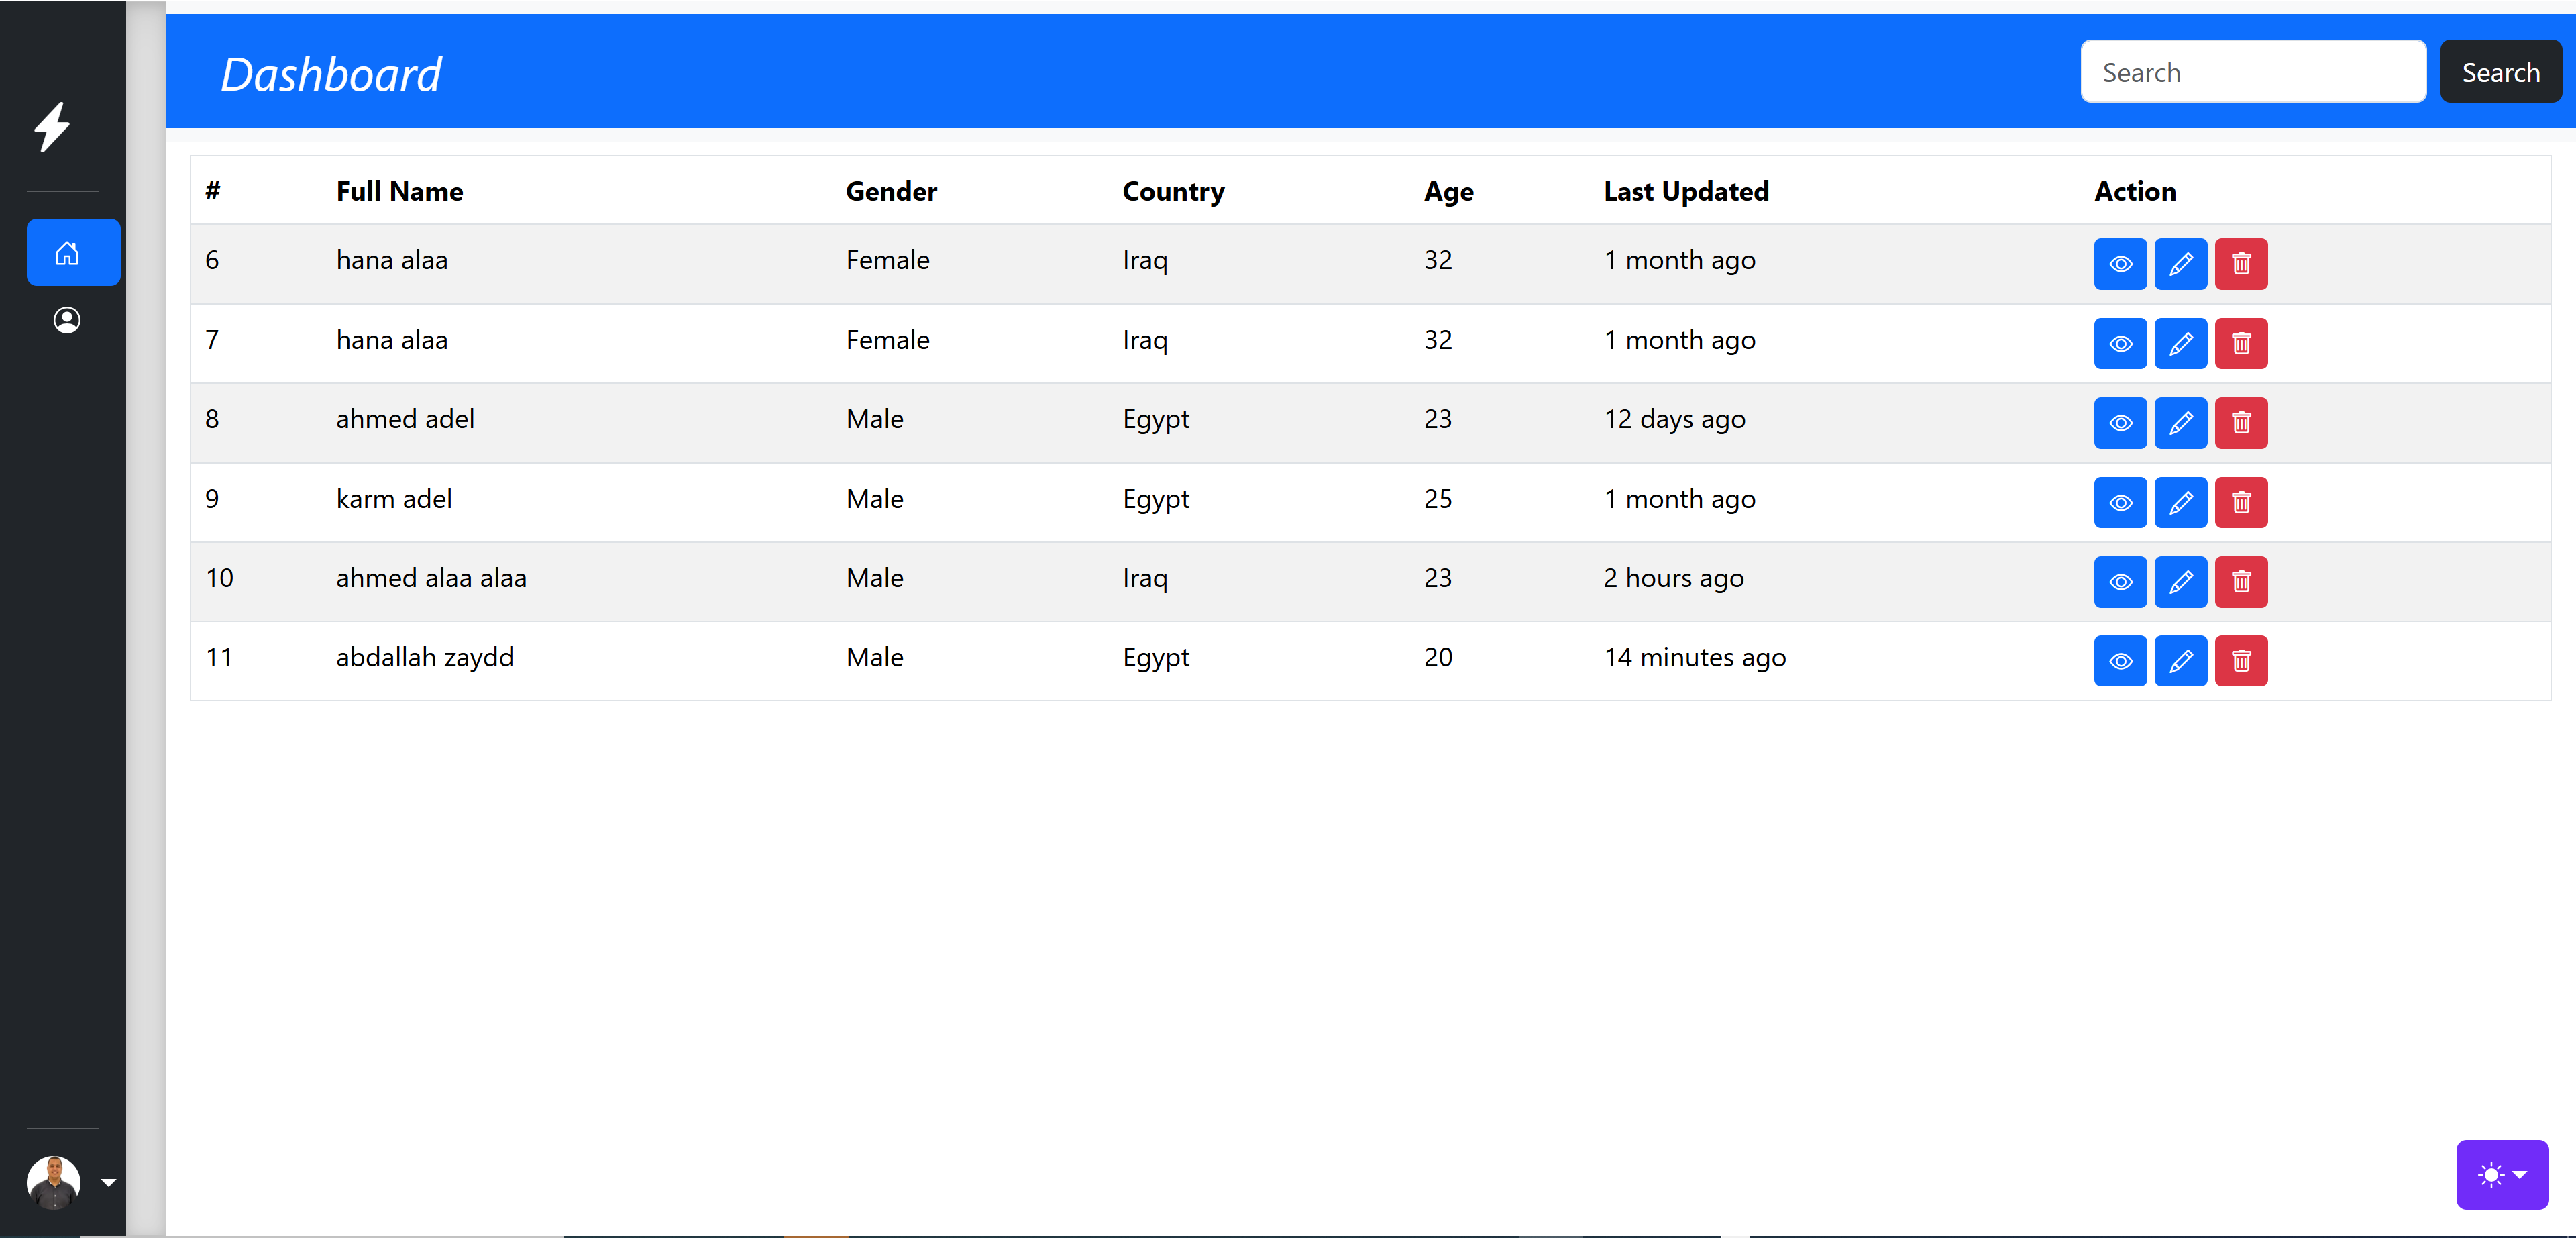 Dashboard
Search Search
# Full Name Gender Country Age Last Updated Action
6 hana alaa Female Iraq 32 1 month ago
7 hana alaa Female Iraq 32 1 month ago
8 ahmed adel Male Egypt 23 12 days ago
9 karm adel Male Egypt 25 1 month ago
10 ahmed alaa alaa Male Iraq 23 2 hours ago
11 abdallah zaydd Male Egypt 20 14 minutes ago